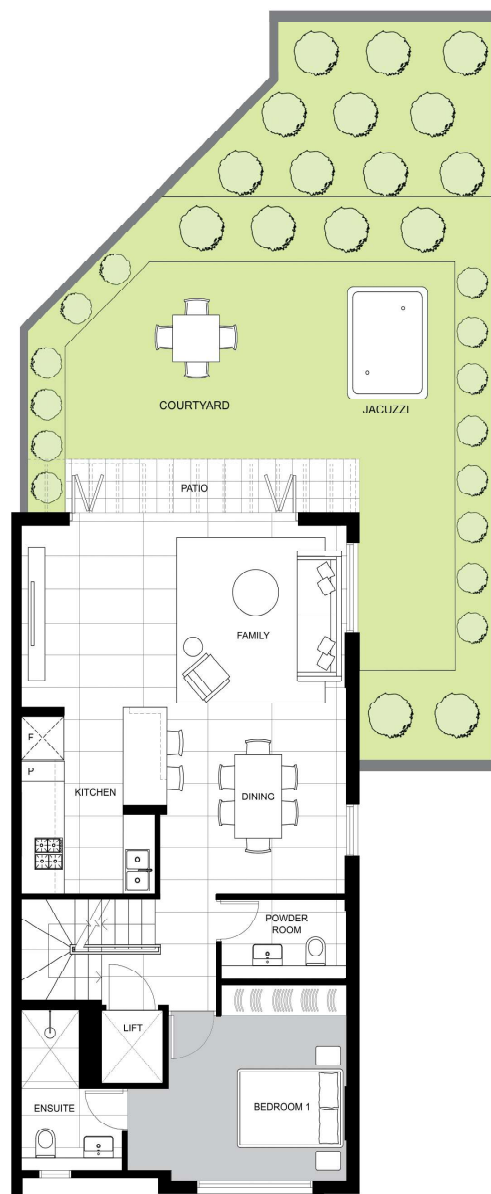 COURTYARD
JACUZZI
PATIO
FAMILY
F
P
KITCHEN
DINING
POWDER
ROOM
LIFT
ENSUITE
BEDROOM 1